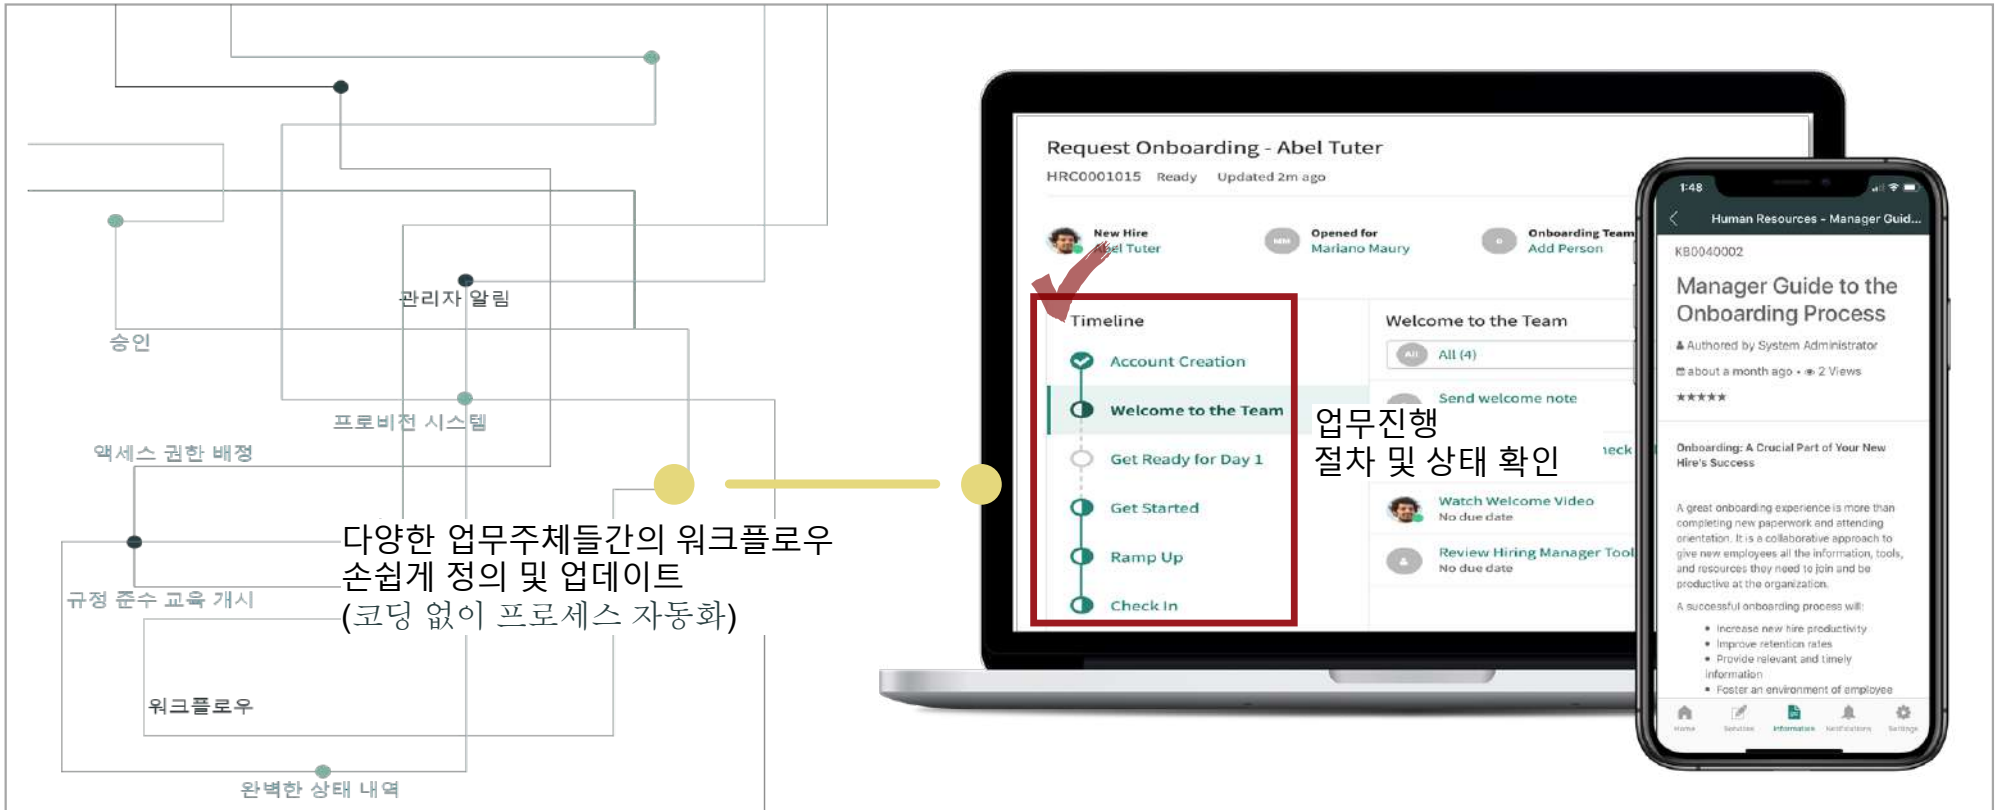 관리자 알림
승인
프로비전 시스템
액세스 권한 배정
다양한 업무주체들간의 워크플로우
손쉽게 정의 및 업데이트
(코딩 없이 프로세스 자동화)
규정 준수 교육 개시
워크플로우
완벽한 상태 내역
Request Onboarding - Abel Tuter
HRC0001015 Ready Updated 2m ago
New Hire
Abel Tuter
Opened for
Mariano Maury
Onboarding Team
Add Person
Timeline
Account Creation
Welcome to the Team
Get Ready for Day 1
Get Started
Ramp Up
Check In
업무진행
절차 및 상태 확인
Welcome to the Team
All All (4)
Send welcome note
Watch Welcome Video
No due date
Review Hiring Manager Tool
No due date
1:48
Human Resources - Manager Guid...
KB0040002
Manager Guide to the
Onboarding Process
Authored by System Administrator
about a month ago • 2 Views
★★★★★
Onboarding: A Crucial Part of Your New
Hire's Success
A great onboarding experience is more than
completing new paperwork and attending
orientation. It is a collaborative approach to
give new employees all the information, tools,
and resources they need to join and be
productive at the organization.
A successful onboarding process will:
• Increase new hire productivity
• Improve retention rates
• Provide relevant and timely
information
• Foster an environment of employee
Home Services Information Notifications Settings